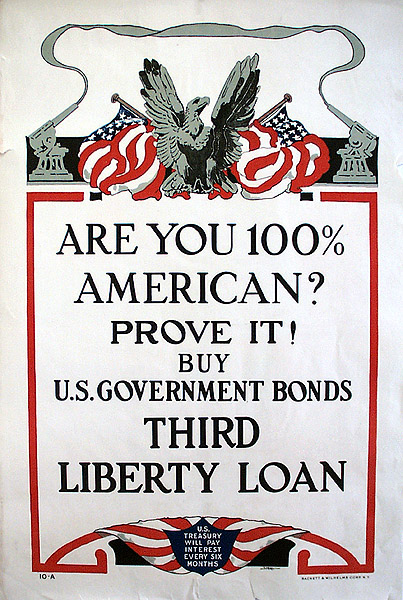 ARE YOU 100%
AMERICAN?
PROVE IT!
BUY
U.S. GOVERNMENT BONDS
THIRD
LIBERTY LOAN
U.S.
TREASURY
WILL PAY
INTEREST
EVERY SIX
MONTHS
10-A
SACKETT & WILHELMS CORP. N.Y.